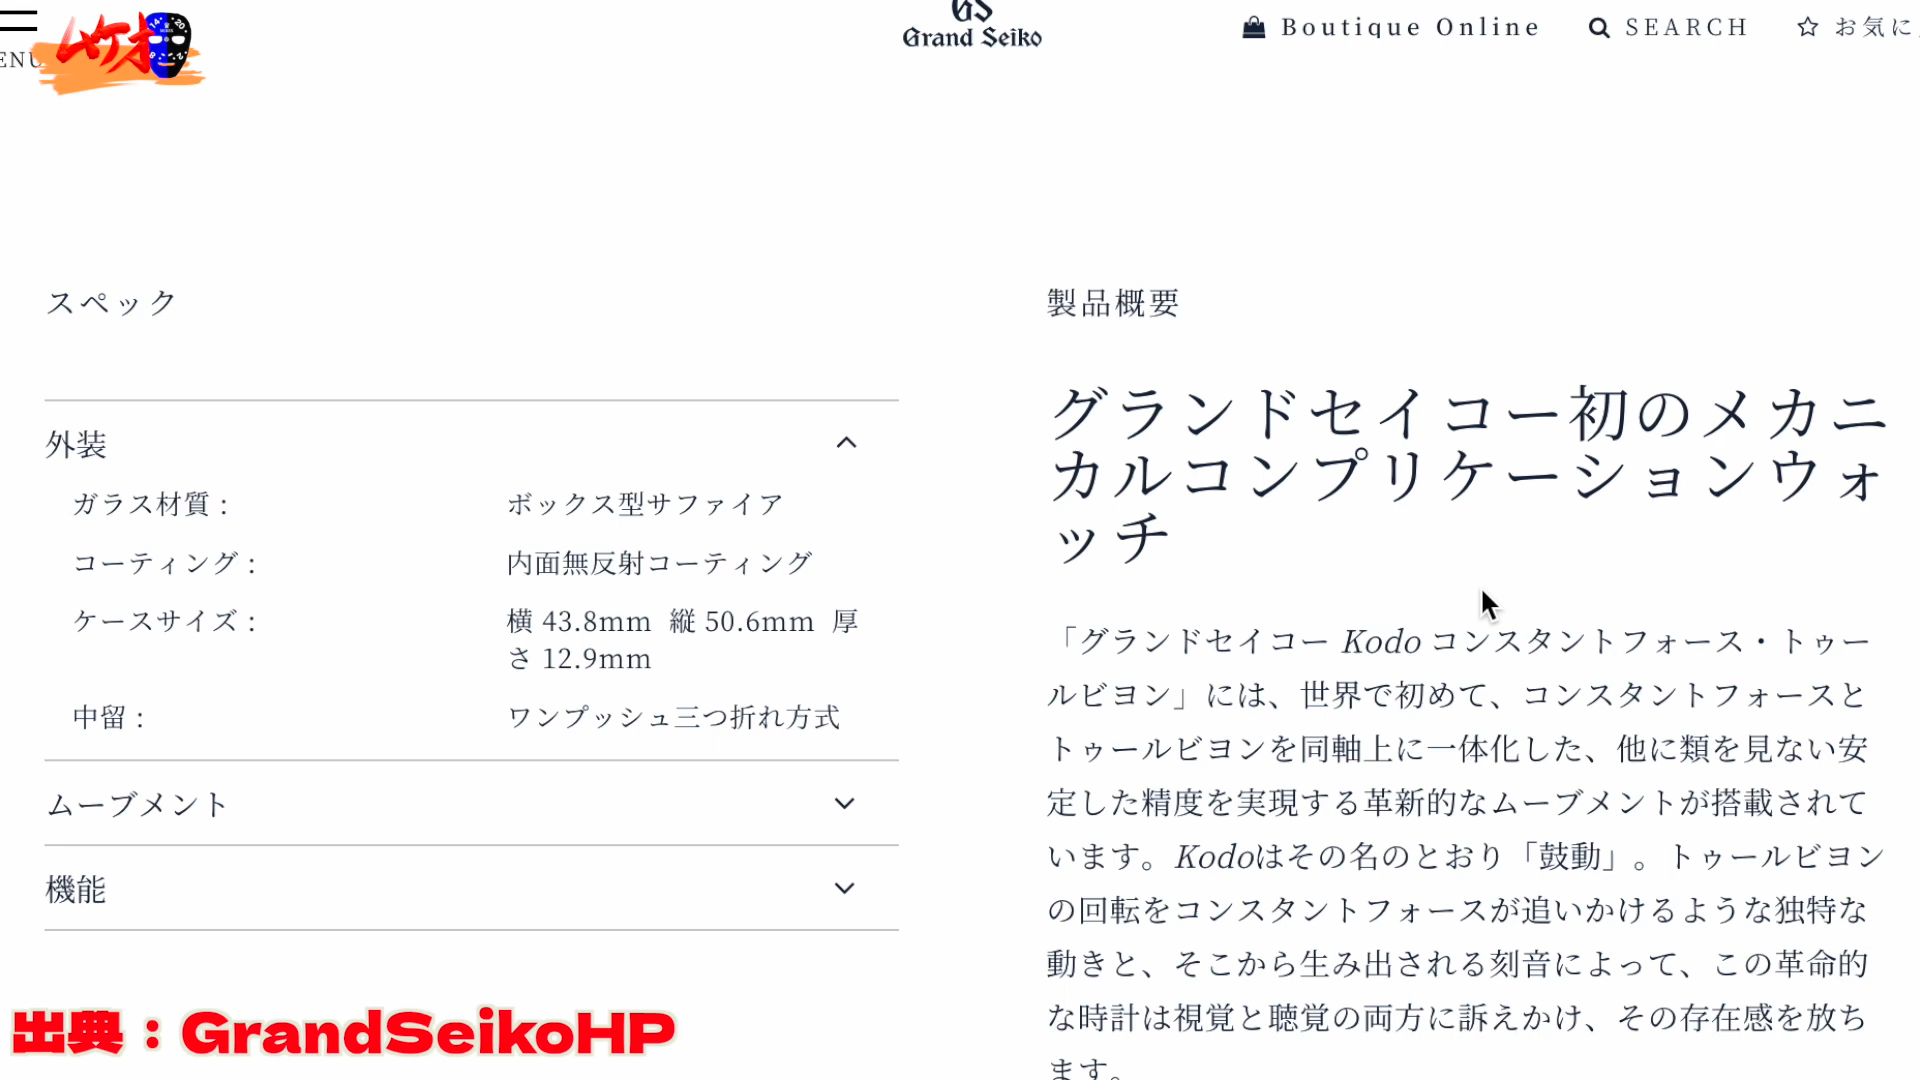 ENU
ムケオ
GS
Grand Seiko
Boutique Online
SEARCH
お気に
スペック
外装
ガラス材質：
ボックス型サファイア
コーティング：
内面無反射コーティング
ケースサイズ：
横 43.8mm 縦 50.6mm 厚
さ 12.9mm
中留：
ワンプッシュ三つ折れ方式
ムーブメント
機能
製品概要
グランドセイコー初のメカニ
カルコンプリケーションウォ
ッチ
「グランドセイコー Kodo コンスタントフォース・トゥー
ルビヨン」には、世界で初めて、コンスタントフォースと
トゥールビヨンを同軸上に一体化した、他に類を見ない安
定した精度を実現する革新的なムーブメントが搭載されて
います。Kodoはその名のとおり「鼓動」。トゥールビヨン
の回転をコンスタントフォースが追いかけるような独特な
動きと、そこから生み出される刻音によって、この革命的
な時計は視覚と聴覚の両方に訴えかけ、その存在感を放ち
ます。
出典：GrandSeikoHP